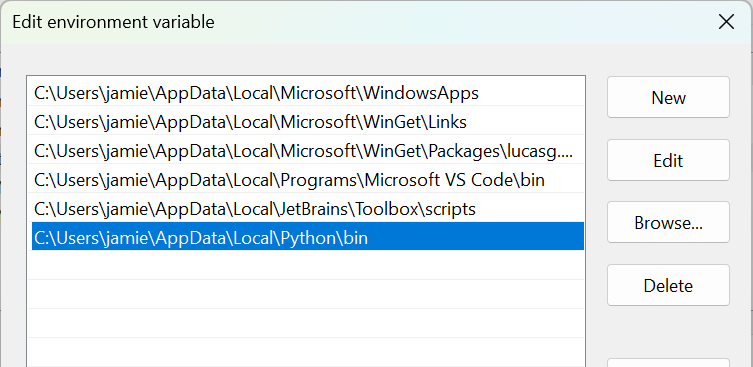 Edit environment variable
C:\Users\jamie\AppData\Local\Microsoft\WindowsApps
C:\Users\jamie\AppData\Local\Microsoft\WinGet\Links
C:\Users\jamie\AppData\Local\Microsoft\WinGet\Packages\lucasg....
C:\Users\jamie\AppData\Local\Programs\Microsoft VS Code\bin
C:\Users\jamie\AppData\Local\JetBrains\Toolbox\scripts
C:\Users\jamie\AppData\Local\Python\bin
New
Edit
Browse...
Delete